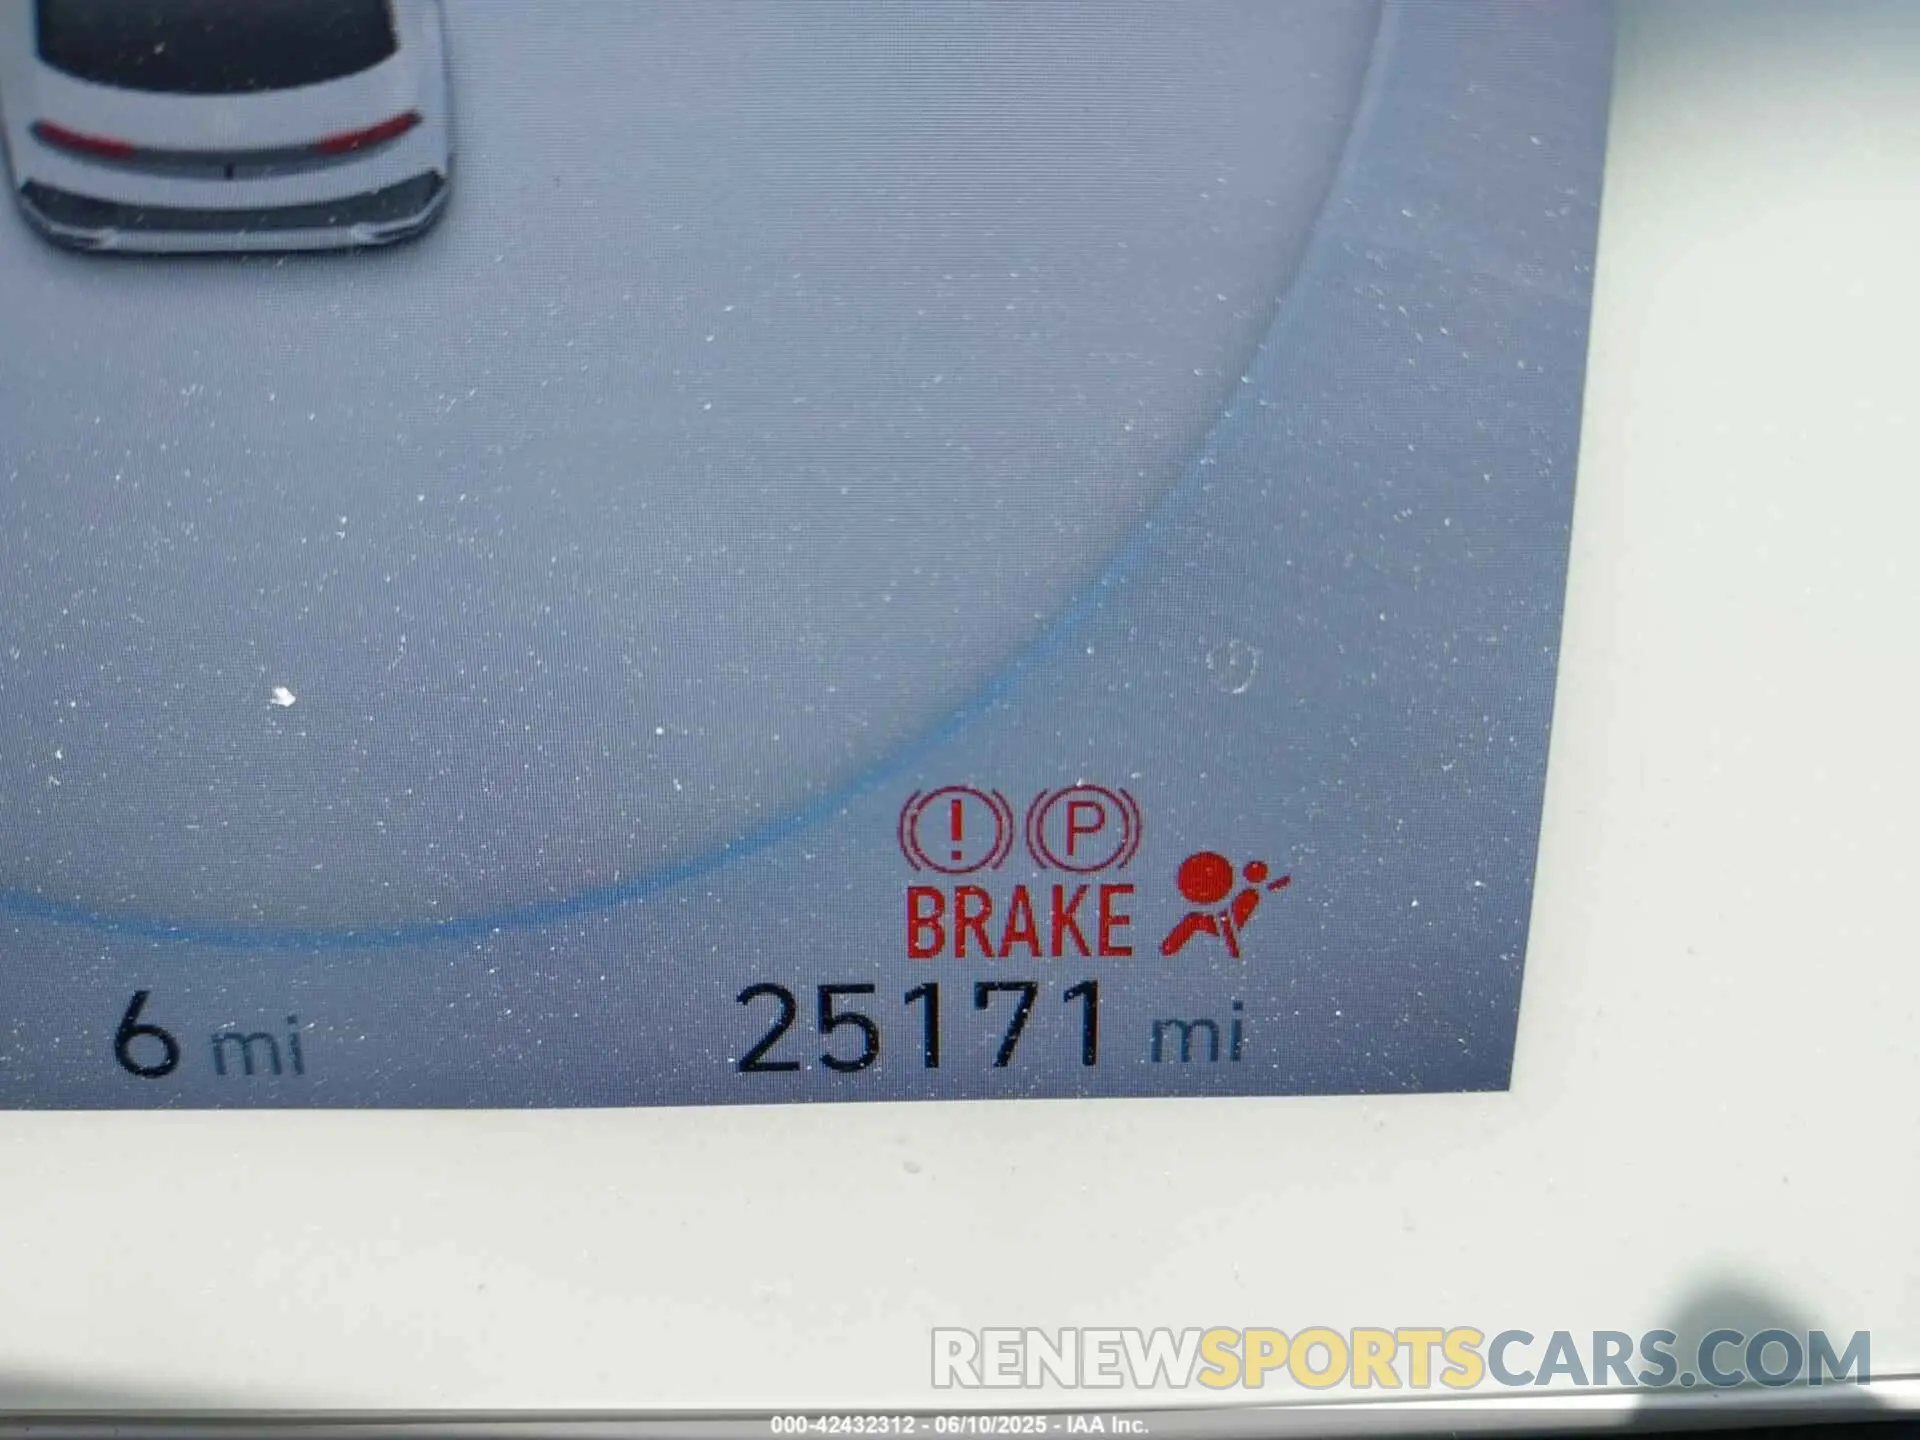 P
BRAKE
6 mi
25171 mi
RENEWSPORTSCARS.COM
000-42432312 - 06/10/2025 - IAA Inc.